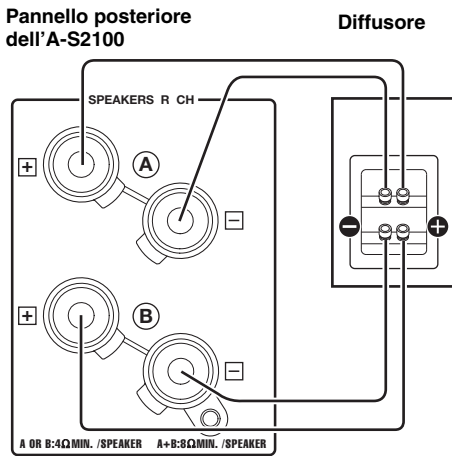 Pannello posteriore
dell'A-S2100
Diffusore
SPEAKERS R CH
+
A
−
−
+
+
B
−
A OR B:4ΩMIN. /SPEAKER A+B:8ΩMIN. /SPEAKER